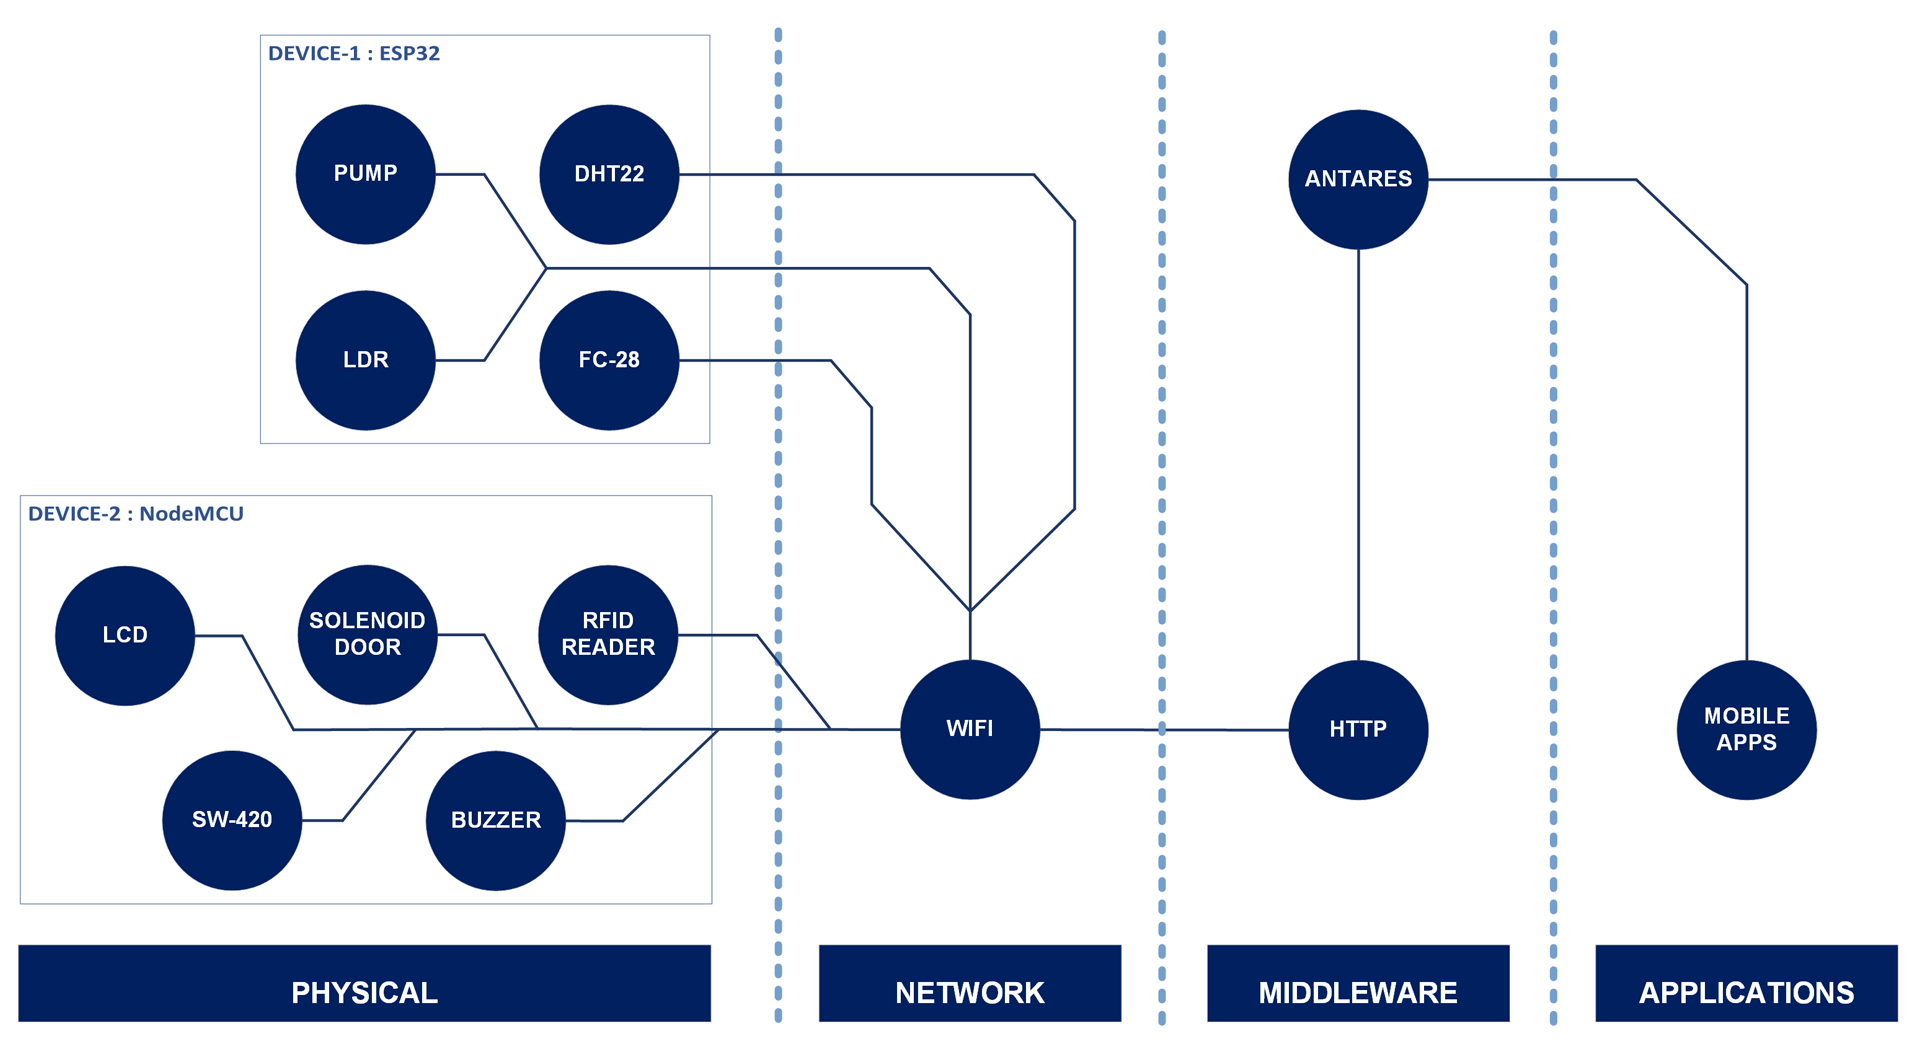 DEVICE-1 : ESP32
PUMP
DHT22
LDR
FC-28
DEVICE-2 : NodeMCU
LCD
SOLENOID
DOOR
RFID
READER
SW-420
BUZZER
WIFI
ANTARES
HTTP
MOBILE
APPS
PHYSICAL
NETWORK
MIDDLEWARE
APPLICATIONS